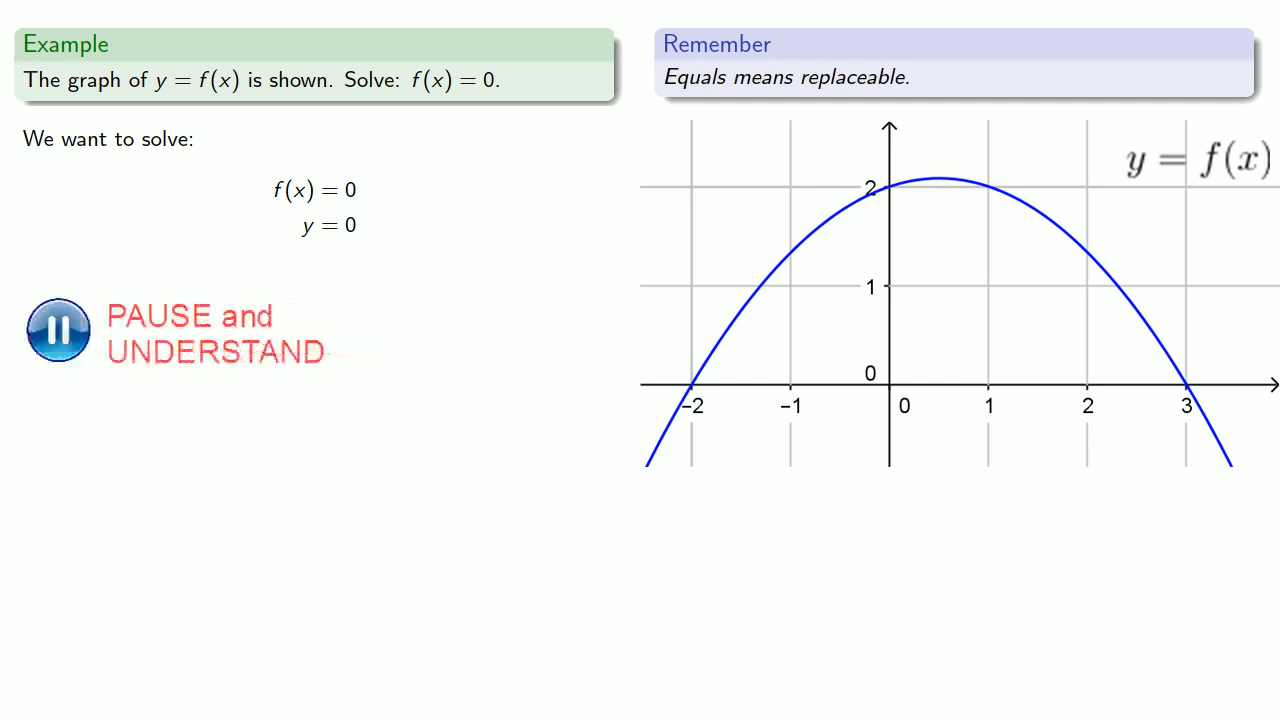 Example
The graph of y = f(x) is shown. Solve: f(x) = 0.
Remember
Equals means replaceable.
We want to solve:
f(x) = 0
y = 0
PAUSE and
UNDERSTAND
y = f(x)
2
1
0
−2 −1 0 1 2 3